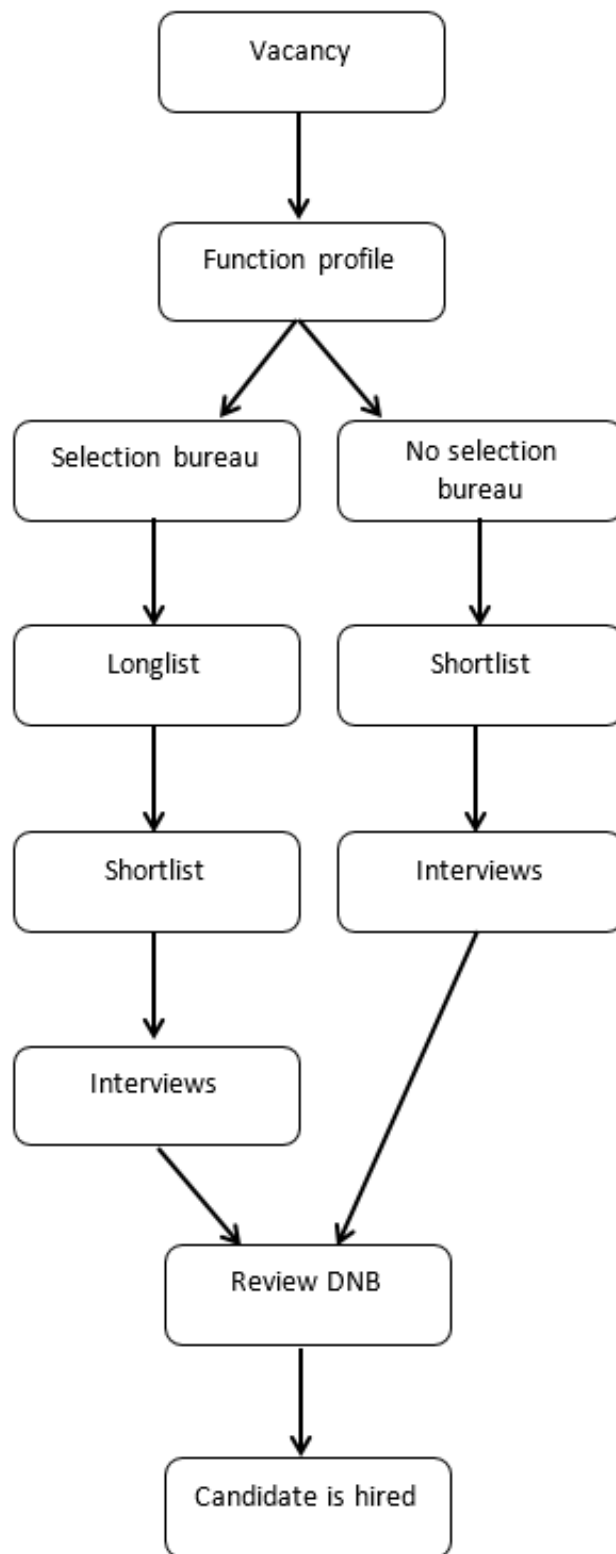 Vacancy
Function profile
Selection bureau
No selection
bureau
Longlist
Shortlist
Shortlist
Interviews
Interviews
Review DNB
Candidate is hired